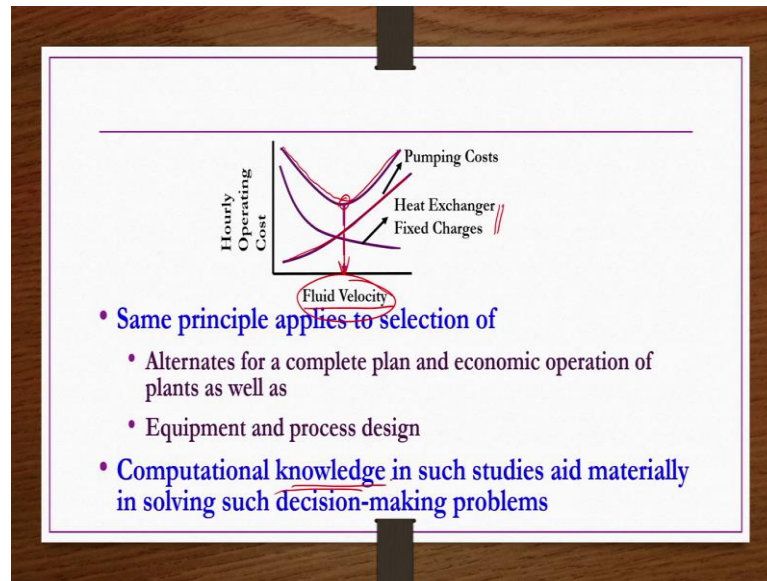 Hourly
Operating
Cost
Pumping Costs
Heat Exchanger
Fixed Charges
Fluid Velocity
• Same principle applies to selection of
• Alternates for a complete plan and economic operation of
plants as well as
• Equipment and process design
• Computational knowledge in such studies aid materially
in solving such decision-making problems